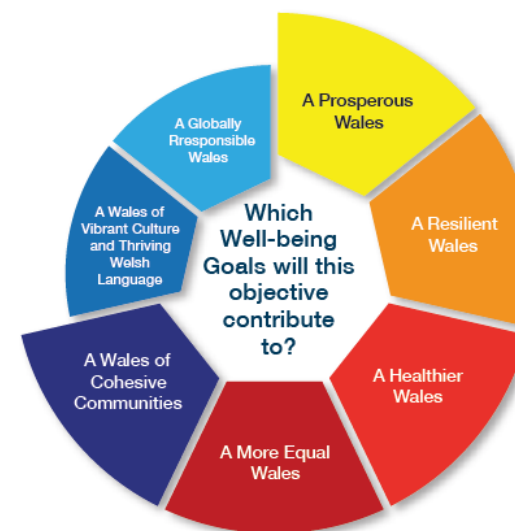 A Prosperous
Wales
A Resilient
Wales
A Healthier
Wales
A More Equal
Wales
A Wales of
Cohesive
Communities
A Wales of
Vibrant Culture
and Thriving
Welsh
Language
A Globally
Rresponsible
Wales
Which
Well-being
Goals will this
objective
contribute
to?